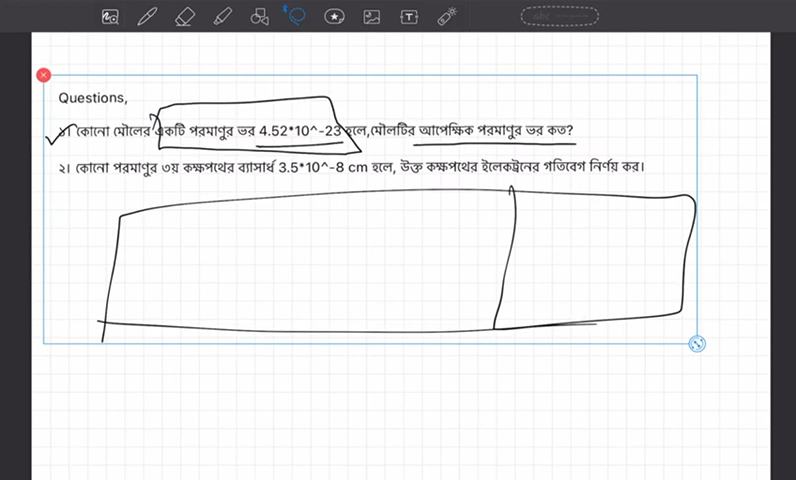 Questions,
১। কোনো মৌলের একটি পরমাণুর ভর 4.52*10^-23 হলে,মৌলটির আপেক্ষিক পরমাণুর ভর কত?
২। কোনো পরমাণুর ৩য় কক্ষপথের ব্যাসার্ধ 3.5*10^-8 cm হলে, উক্ত কক্ষপথের ইলেকট্রনের গতিবেগ নির্ণয় কর।